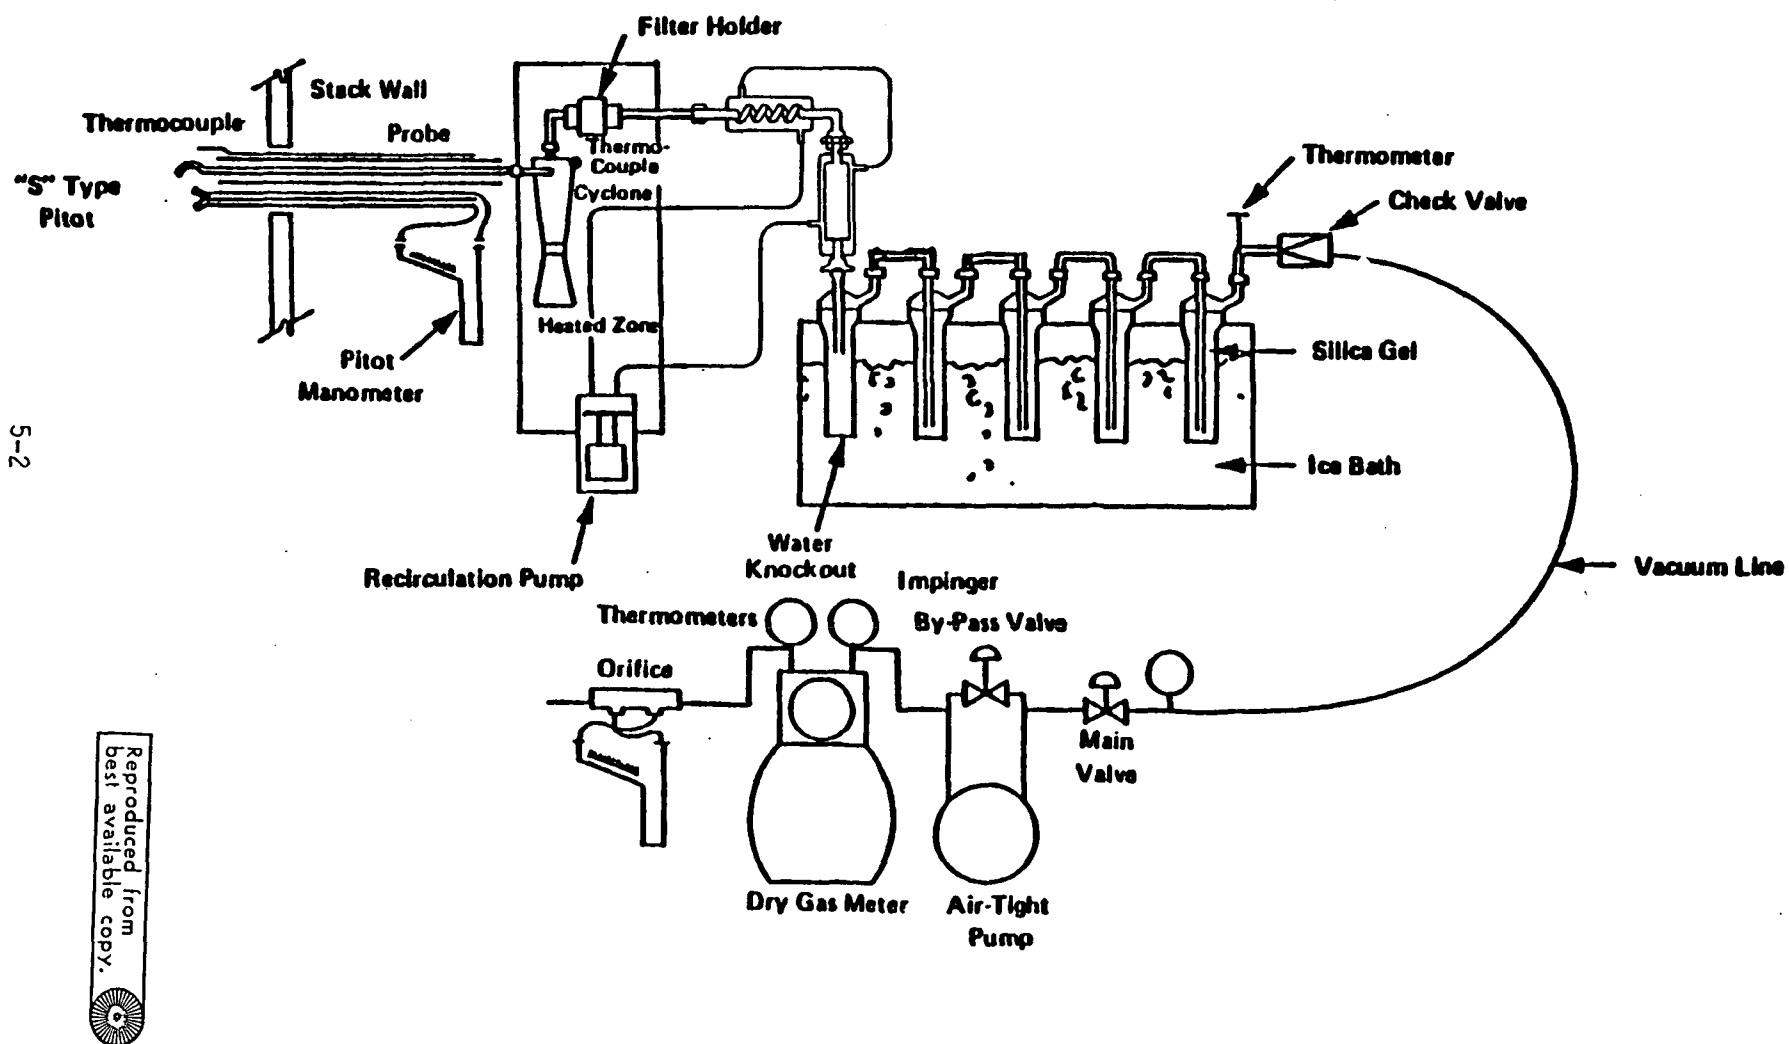 Filter Holder
Stack Wall
Thermocouple
Probe
Thermo-
Couple
"S" Type
Pitot
Cyclone
Thermometer
Check Valve
Heated Zone
Pitot
Manometer
Silica Gel
5-2
Ice Bath
Water
Knockout
Recirculation Pump
Impinger
Vacuum Line
Thermometers
By-Pass Valve
Orifice
Main
Valve
Dry Gas Meter
Air-Tight
Pump
Reproduced from
best available copy.